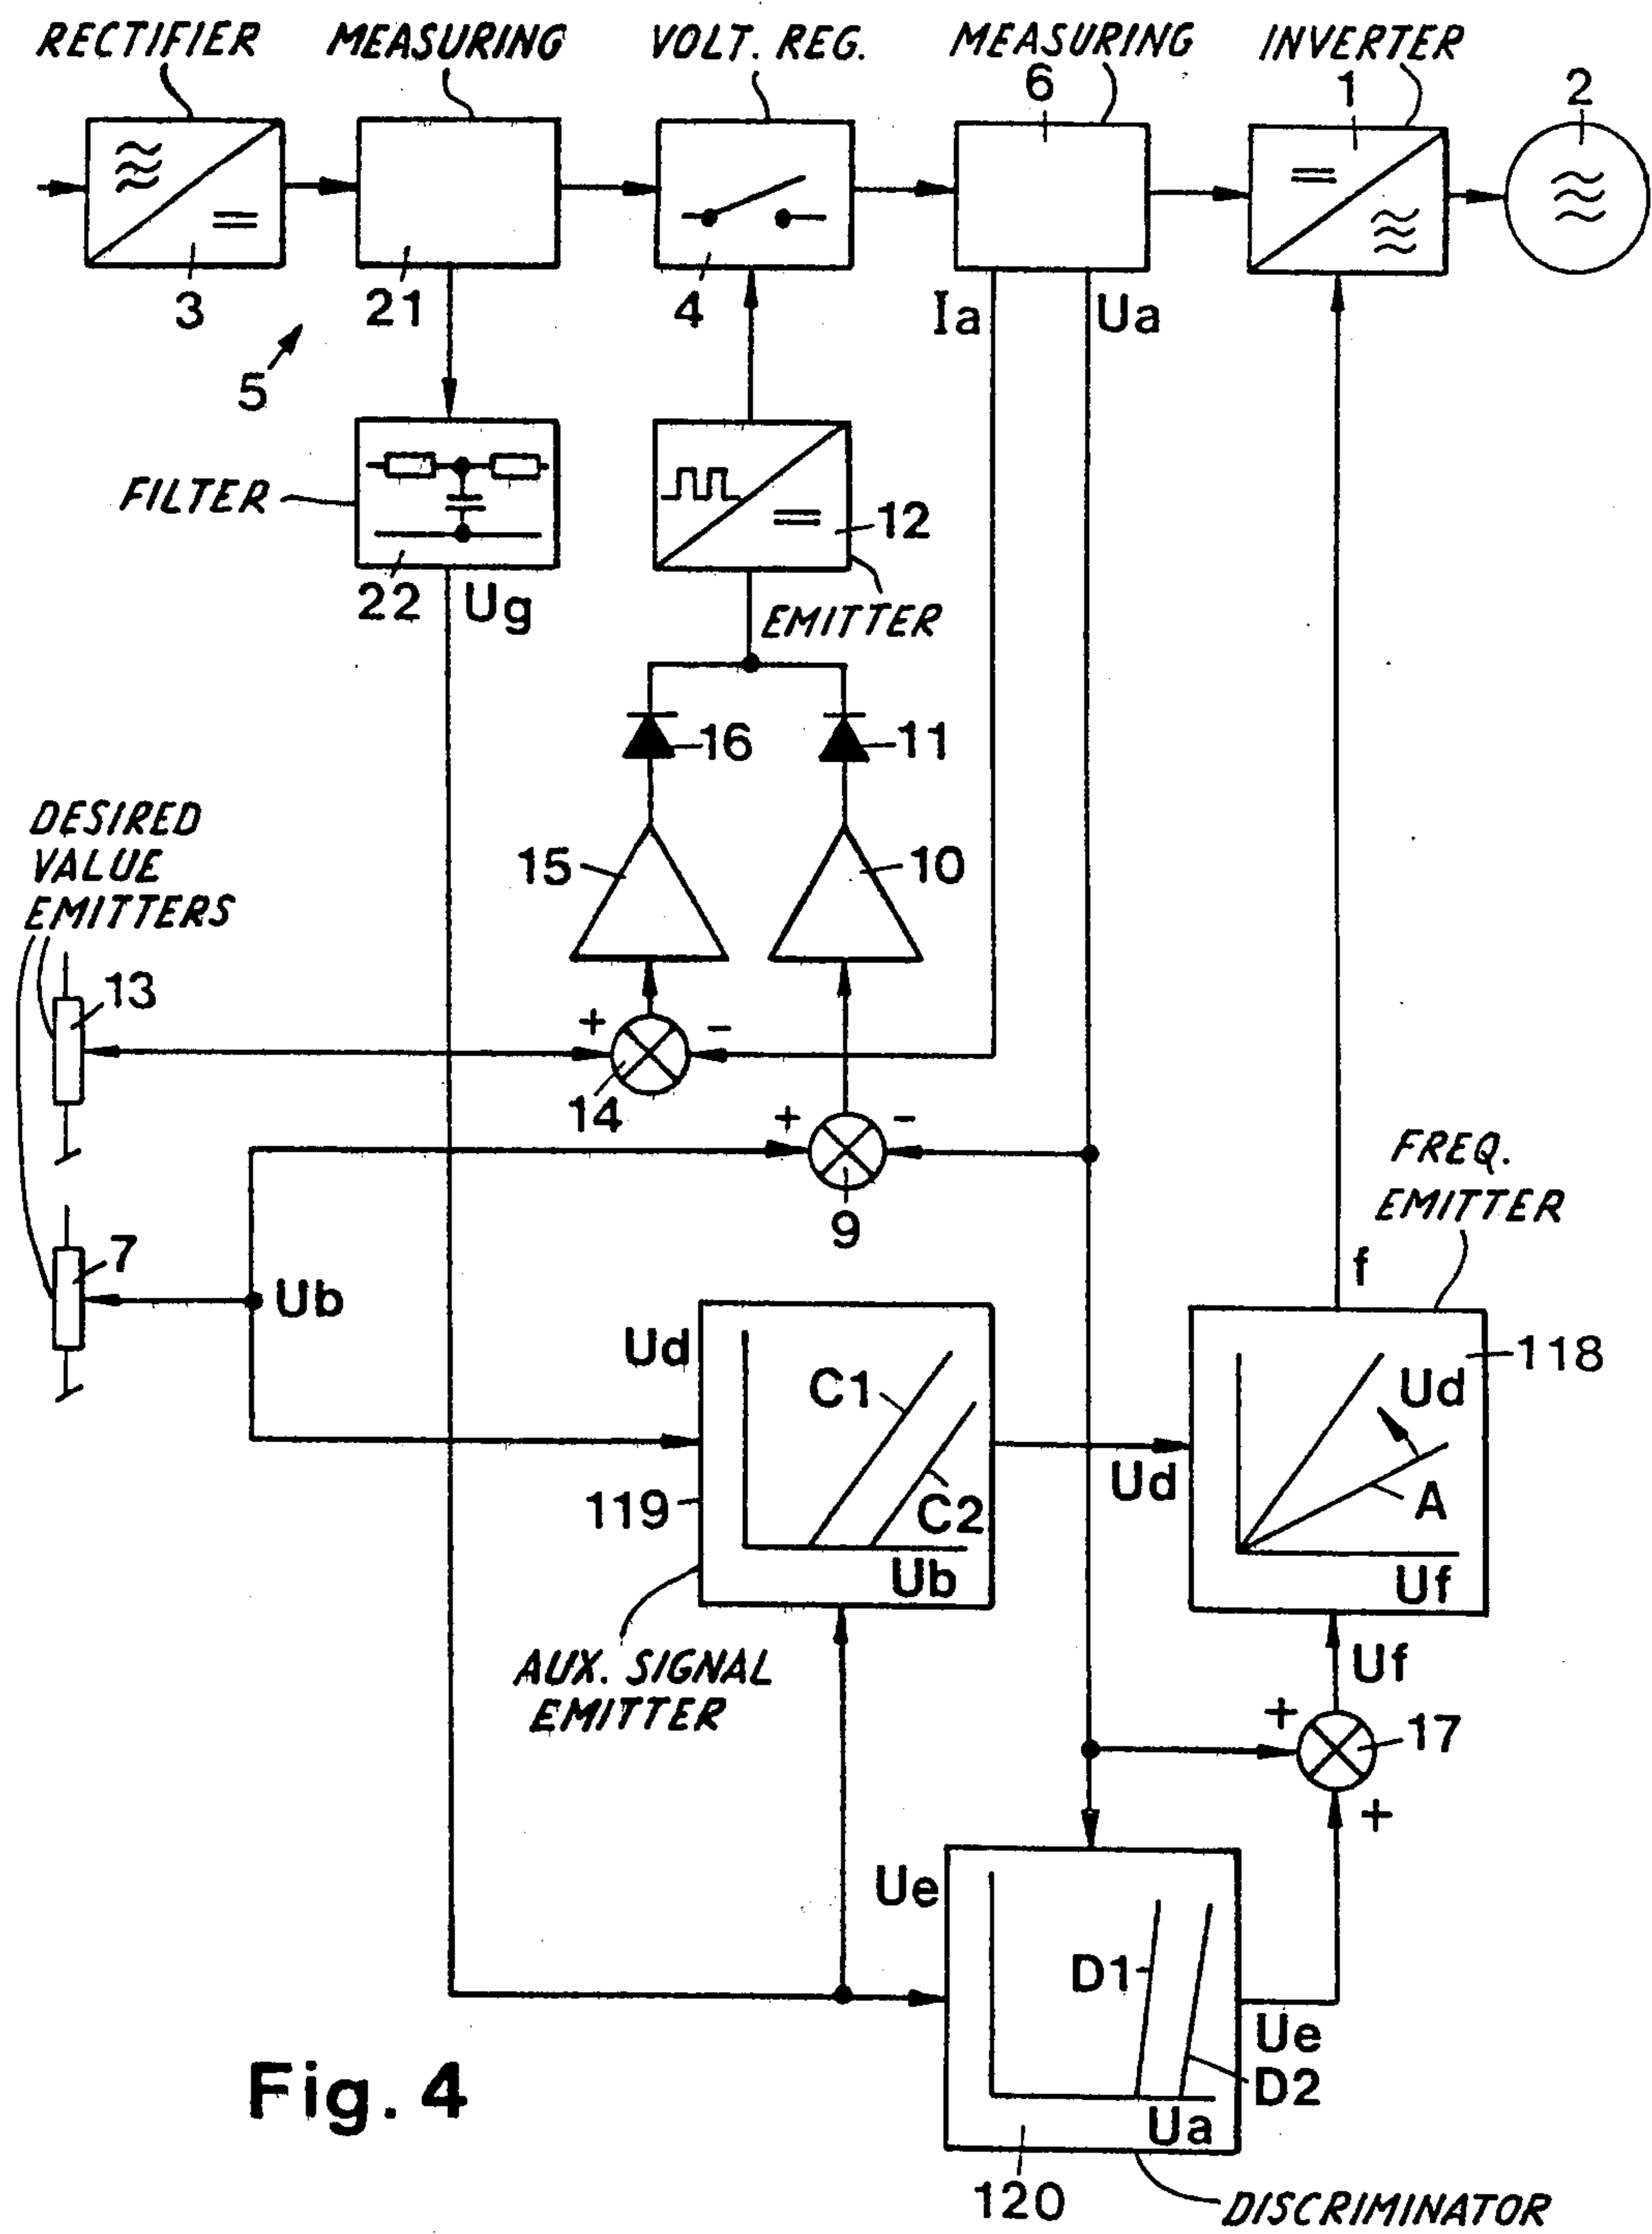 RECTIFIER
MEASURING
VOLT. REG.
MEASURING
INVERTER
6
1
2
3
21
4
Ia
Ua
5
FILTER
12
22
Ug
EMITTER
16
11
DESIRED
VALUE
EMITTERS
15
10
13
+
-
14
+
-
FREQ.
EMITTER
9
7
Ub
f
Ud
118
C1
Ud
119
C2
Ud
A
Ub
Uf
AUX. SIGNAL
EMITTER
Uf
+
17
+
Ue
D1
Ue
D2
Ua
Fig. 4
120
DISCRIMINATOR